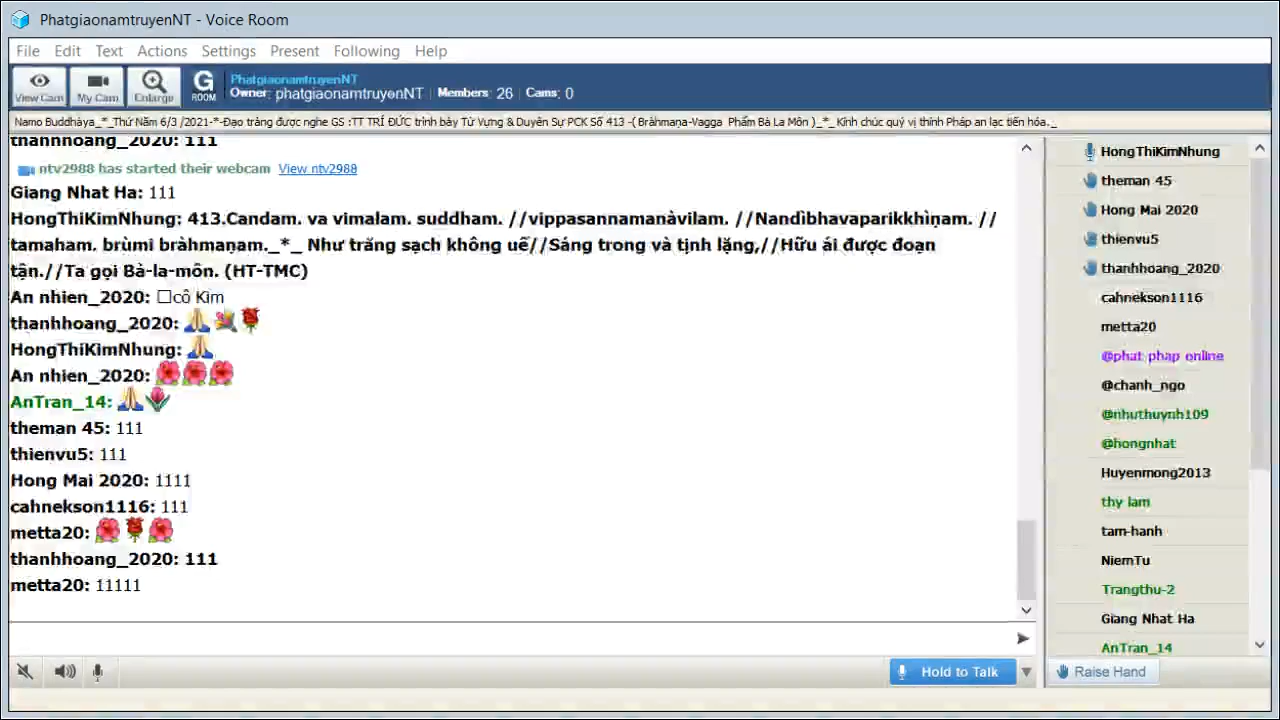 PhatgiaonamtruyenNT - Voice Room
File Edit Text Actions Settings Present Following Help
View Cam My Cam Enlarge G ROOM PhatgiaonamtruyenNT
Owner: phatgiaonamtruyenNT | Members: 26 | Cams: 0
Namo Buddhàya_*_Thứ Năm 6/3 /2021-*-Đạo tràng được nghe GS :TT TRÍ ĐỨC trình bày Từ Vựng & Duyên Sự PCK Số 413 -( Bràhmaṇa-Vagga Phẩm Bà La Môn )_*_Kính chúc quý vị thính Pháp an lạc tiến hóa._
thanhhoang_2020: 111
ntv2988 has started their webcam View ntv2988
Giang Nhat Ha: 111
HongThiKimNhung: 413.Candam. va vimalam. suddham. //vippasannamanàvilam. //Nandìbhavaparikkhìṇam. //
tamaham. brùmi bràhmaṇam._*_ Như trăng sạch không uế//Sáng trong và tịnh lặng,//Hữu ái được đoạn
tận.//Ta gọi Bà-la-môn. (HT-TMC)
An nhien_2020: □cô Kim
thanhhoang_2020: 🙏💐🌹
HongThiKimNhung: 🙏
An nhien_2020: 🌺🌺🌺
AnTran_14: 🙏🌷
theman 45: 111
thienvu5: 111
Hong Mai 2020: 1111
cahnekson1116: 111
metta20: 🌺🌹🌺
thanhhoang_2020: 111
metta20: 11111
Hold to Talk
HongThiKimNhung
theman 45
Hong Mai 2020
thienvu5
thanhhoang_2020
cahnekson1116
metta20
@phat phap online
@chanh_ngo
@nhuthuynh109
@hongnhat
Huyenmong2013
thy lam
tam-hanh
NiemTu
Trangthu-2
Giang Nhat Ha
AnTran_14
Raise Hand